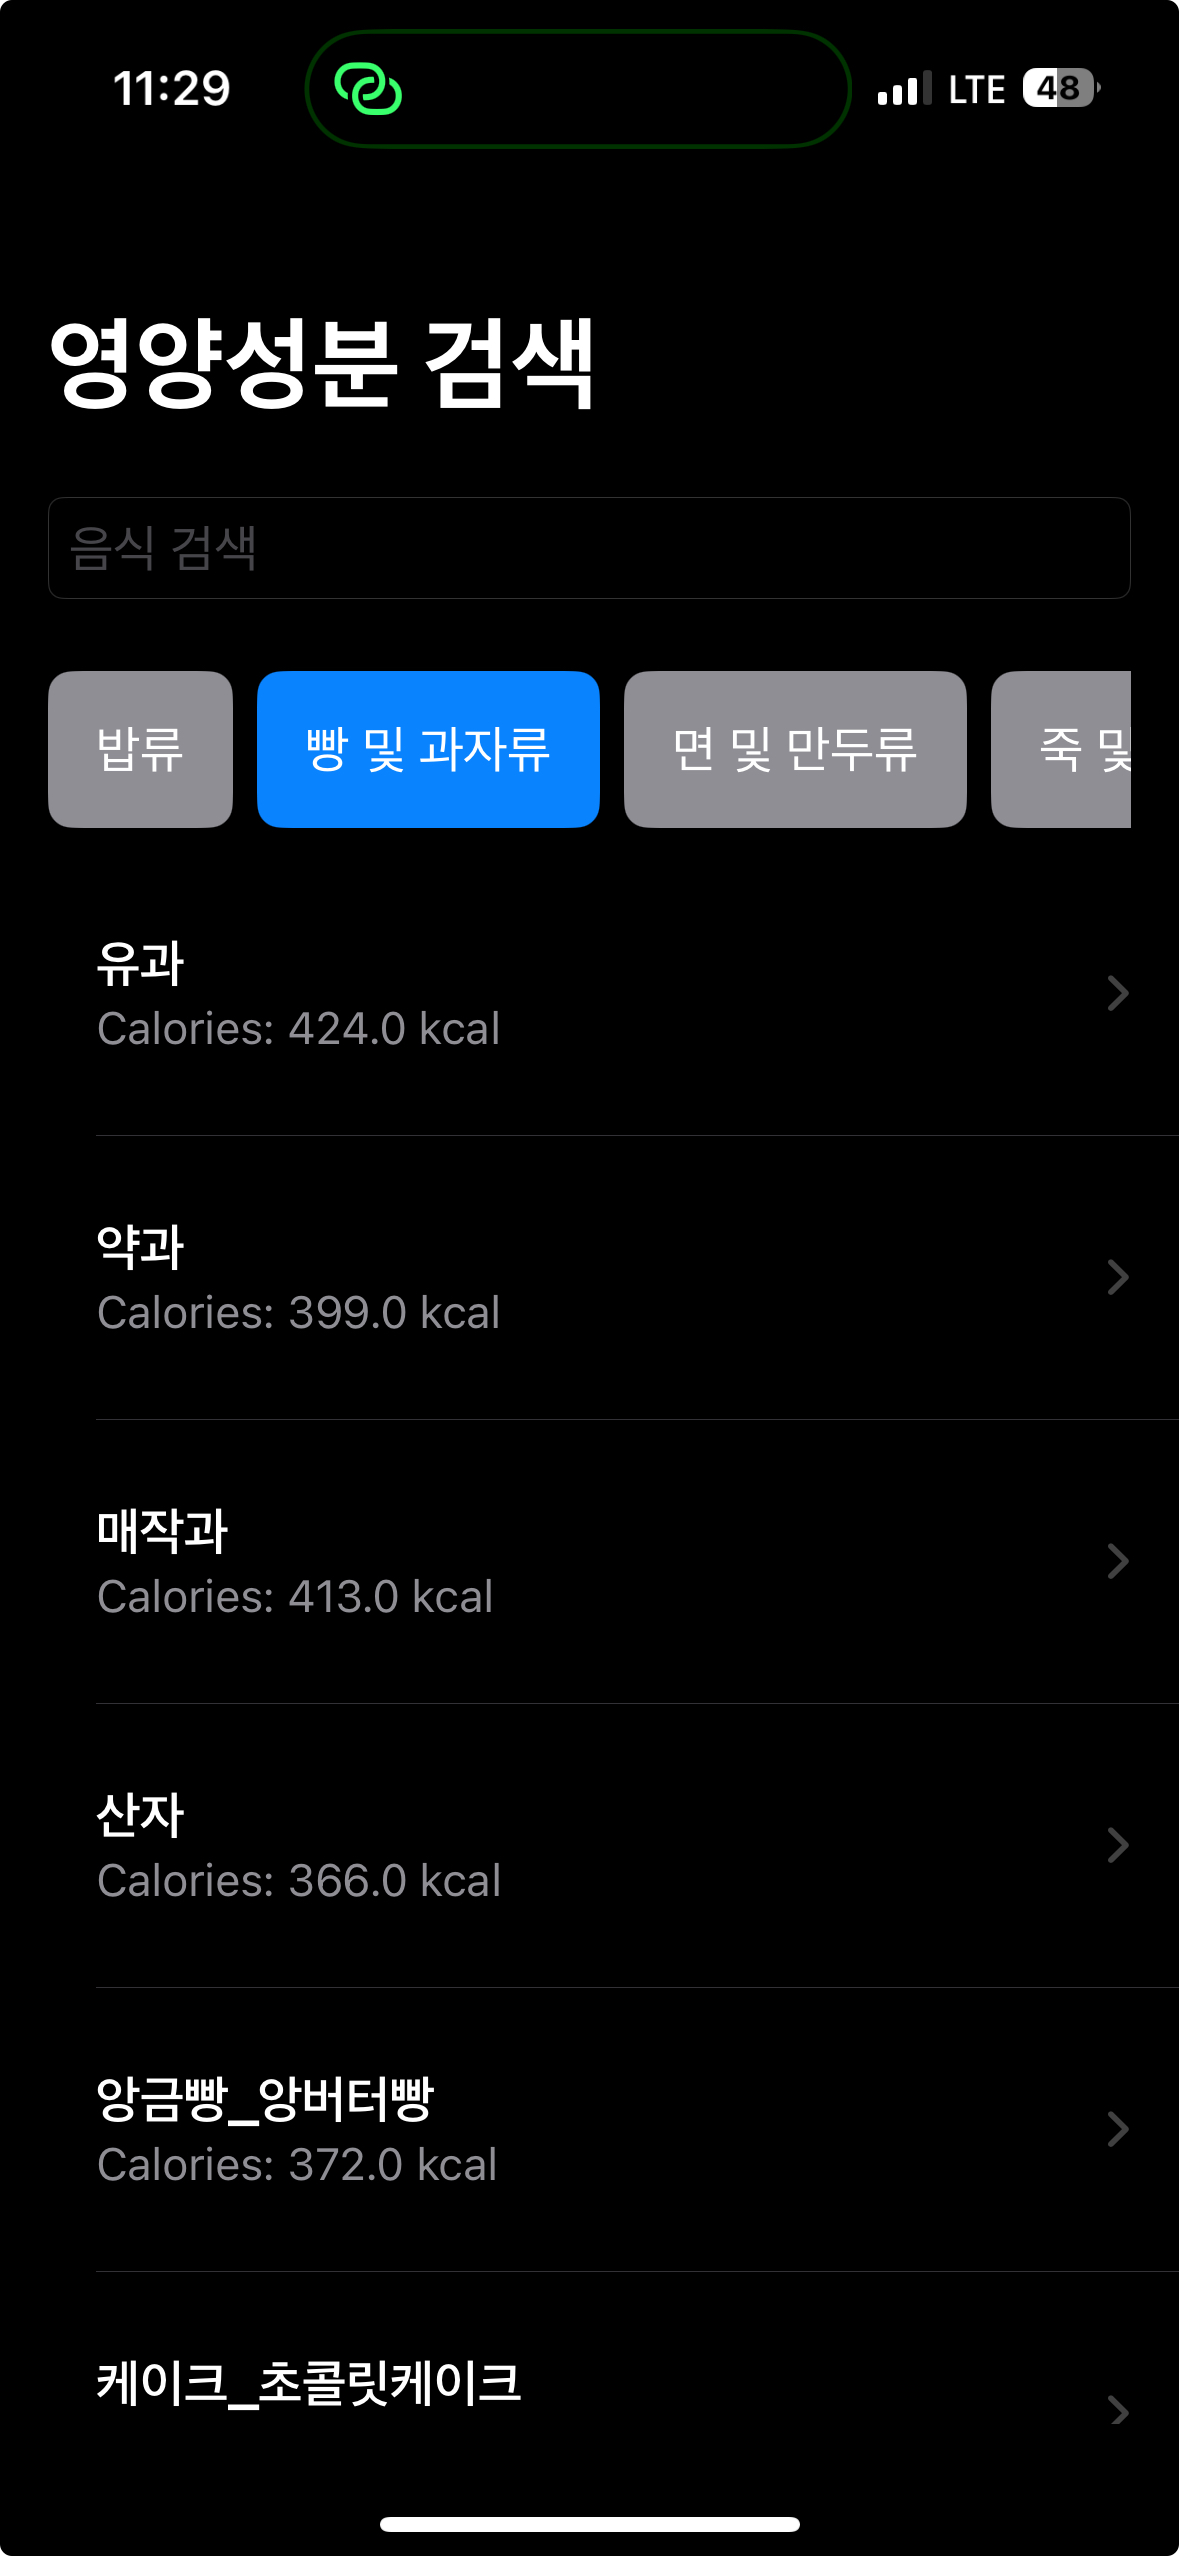 11:29
LTE 48
영양성분 검색
음식 검색
밥류 빵 및 과자류 면 및 만두류 죽 및
유과
Calories: 424.0 kcal
약과
Calories: 399.0 kcal
매작과
Calories: 413.0 kcal
산자
Calories: 366.0 kcal
앙금빵_앙버터빵
Calories: 372.0 kcal
케이크_초콜릿케이크